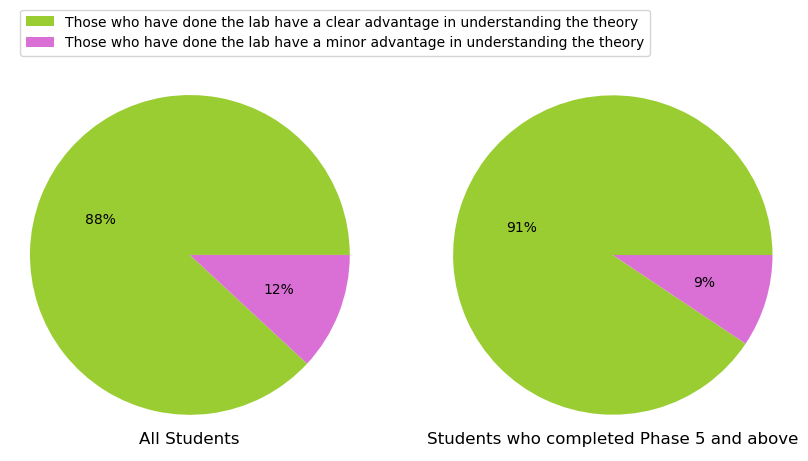 Those who have done the lab have a clear advantage in understanding the theory
Those who have done the lab have a minor advantage in understanding the theory
88%
12%
91%
9%
All Students
Students who completed Phase 5 and above